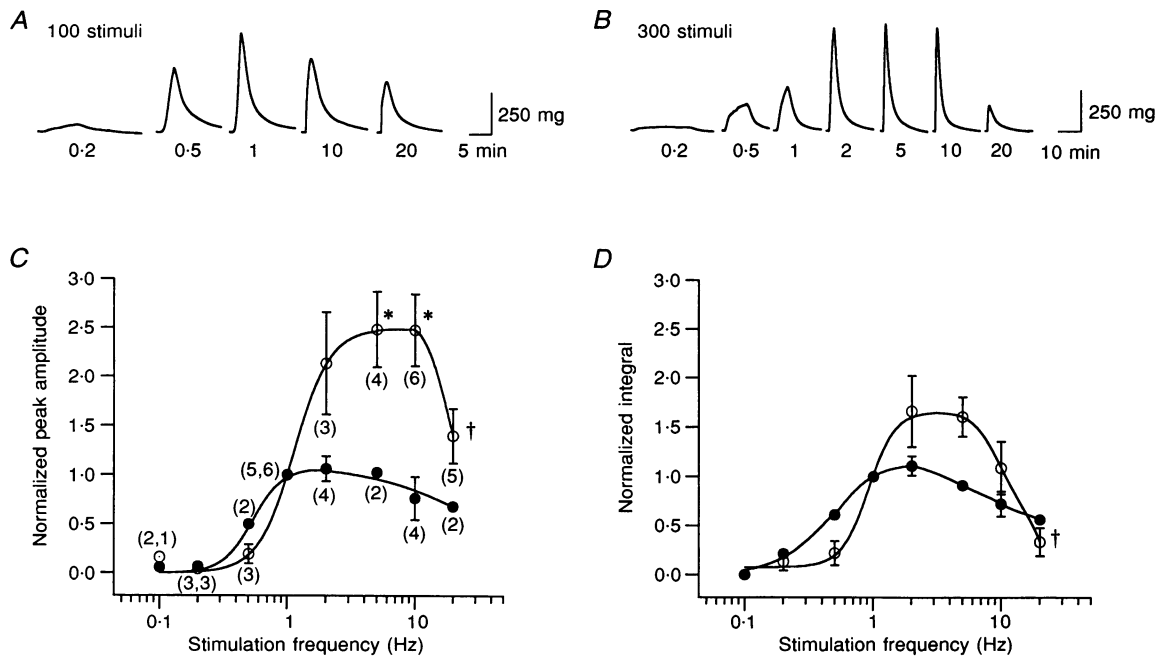 A
100 stimuli
250 mg
0·2 0·5 1 10 20 5 min
B
300 stimuli
250 mg
0·2 0·5 1 2 5 10 20 10 min
C
Normalized peak amplitude
3·0
2·5
2·0
1·5
1·0
0·5
0·0
(2,1)
(3,3)
(2)
(3)
(5,6)
(3)
(4)
*
(4)
(2)
*
(6)
(4)
†
(5)
(2)
0·1 1 10
Stimulation frequency (Hz)
D
Normalized integral
3·0
2·5
2·0
1·5
1·0
0·5
0·0
†
0·1 1 10
Stimulation frequency (Hz)